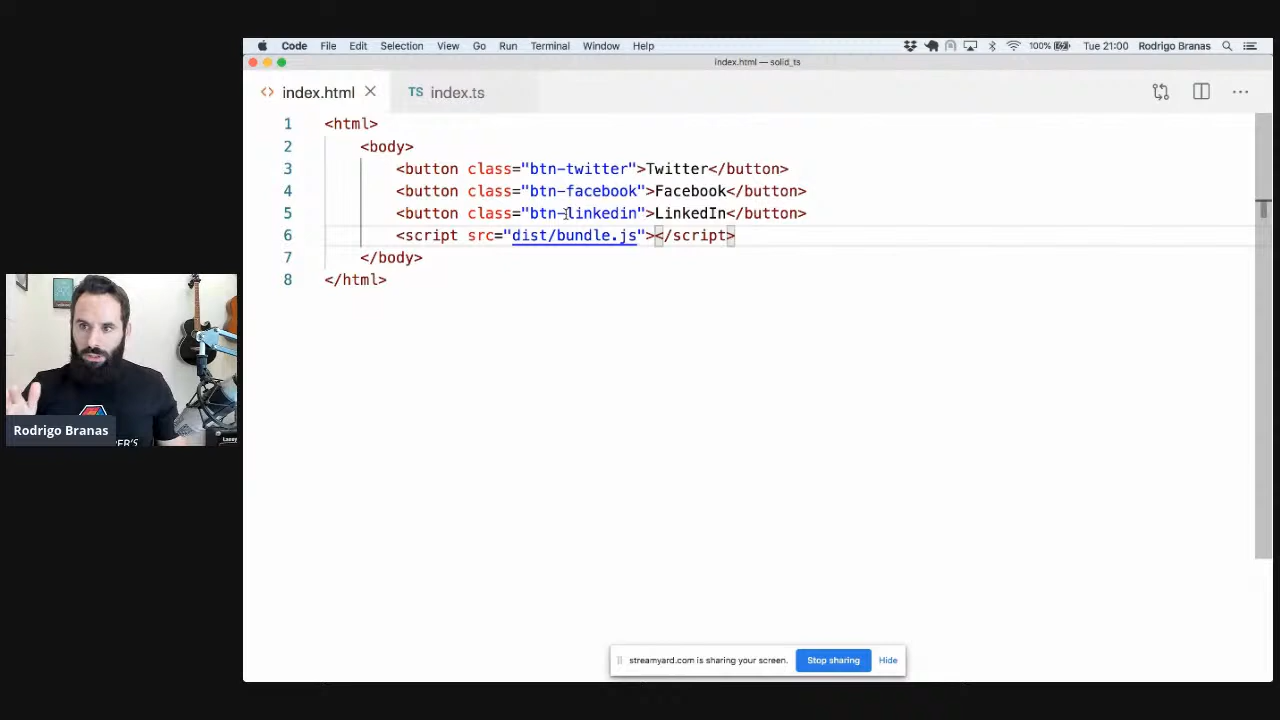 Code File Edit Selection View Go Run Terminal Window Help 100% Tue 21:00 Rodrigo Branas
index.html — solid_ts
index.html TS index.ts
1 <html>
2 <body>
3 <button class="btn-twitter">Twitter</button>
4 <button class="btn-facebook">Facebook</button>
5 <button class="btn-linkedin">LinkedIn</button>
6 <script src="dist/bundle.js"></script>
7 </body>
8 </html>
Rodrigo Branas
streamyard.com is sharing your screen. Stop sharing Hide